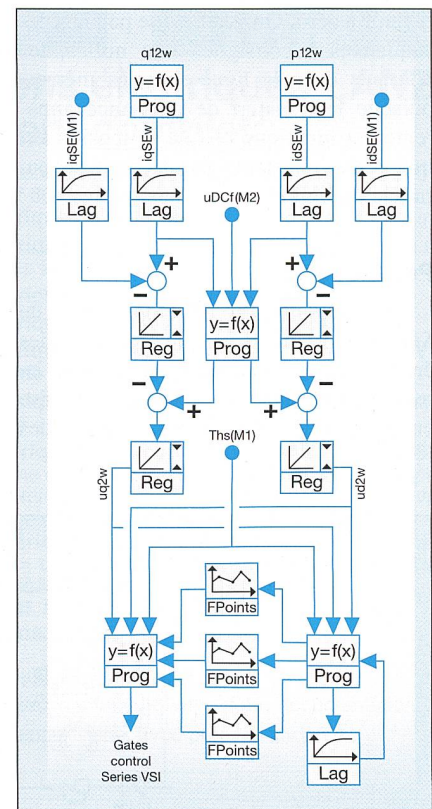 q12w
p12w
y=f(x)
Prog
y=f(x)
Prog
iqSE(M1)
iqSEw
idSEw
idSE(M1)
Lag
Lag
uDCf(M2)
Lag
Lag
+
+
−
−
Reg
y=f(x)
Prog
Reg
−
+
+
−
Reg
Ths(M1)
Reg
uq2w
ud2w
FPoints
y=f(x)
Prog
FPoints
y=f(x)
Prog
FPoints
Lag
Gates
control
Series VSI